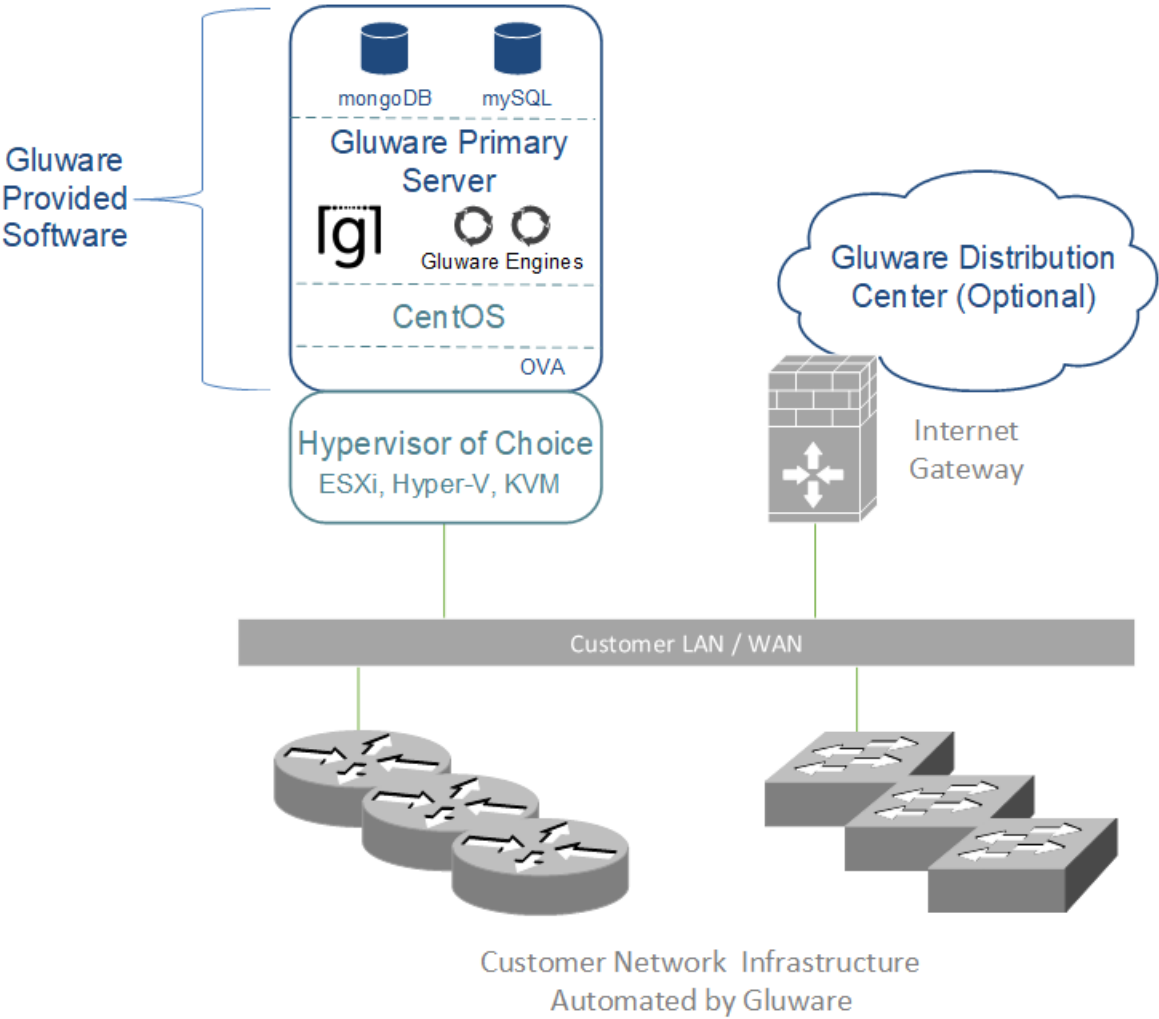 mongoDB
mySQL
Gluware
Provided
Software
Gluware Primary
Server
[g]
Gluware Engines
CentOS
OVA
Hypervisor of Choice
ESXi, Hyper-V, KVM
Gluware Distribution
Center (Optional)
Internet
Gateway
Customer LAN / WAN
Customer Network Infrastructure
Automated by Gluware